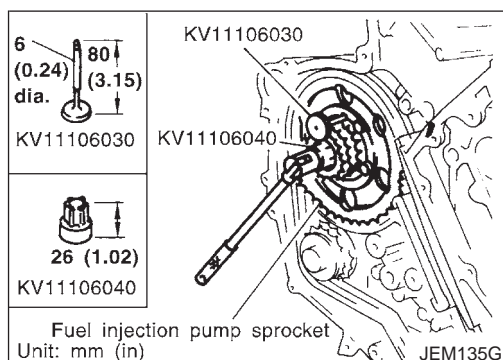 6
(0.24)
dia.
80
(3.15)
KV11106030
26 (1.02)
KV11106040
KV11106030
KV11106040
Fuel injection pump sprocket
Unit: mm (in)
JEM135G